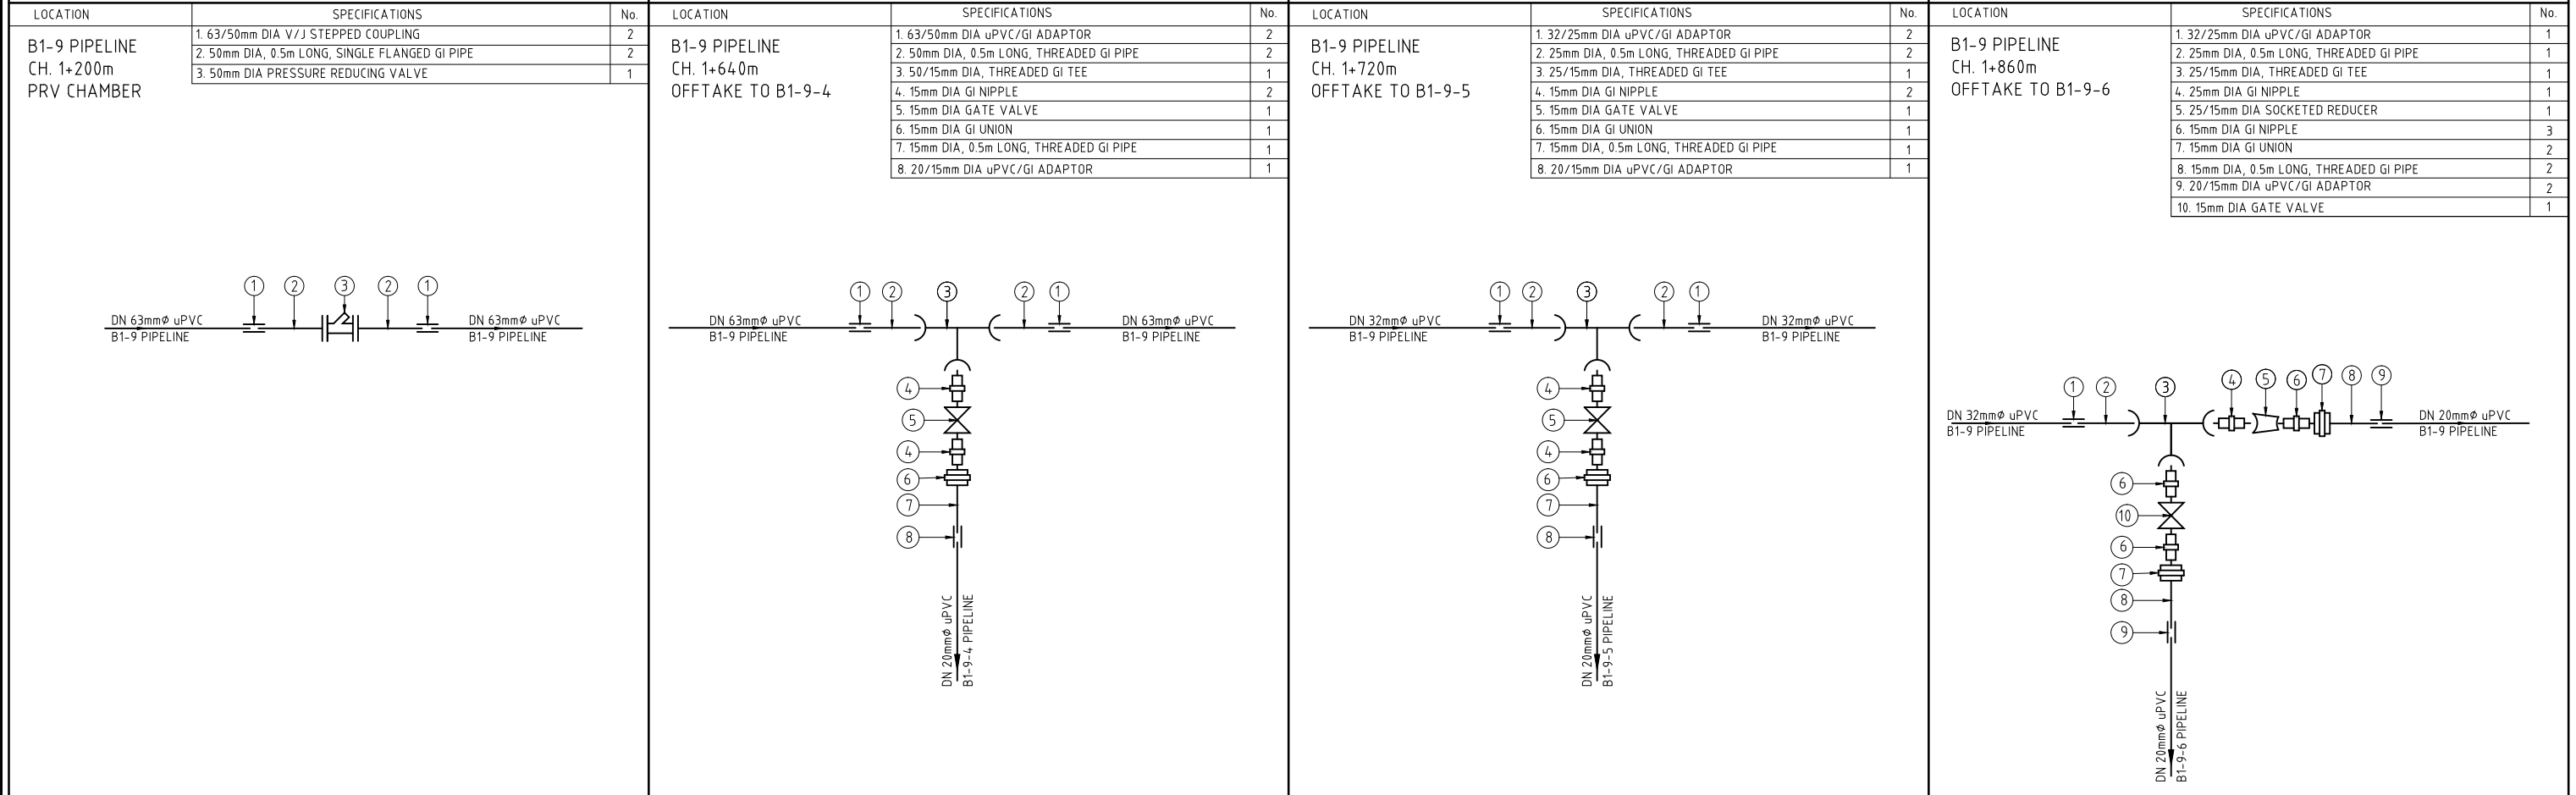 LOCATION SPECIFICATIONS No.
B1-9 PIPELINE
CH. 1+200m
PRV CHAMBER
1. 63/50mm DIA V/J STEPPED COUPLING 2
2. 50mm DIA, 0.5m LONG, SINGLE FLANGED GI PIPE 2
3. 50mm DIA PRESSURE REDUCING VALVE 1
1 2 3 2 1
DN 63mmØ uPVC
B1-9 PIPELINE
DN 63mmØ uPVC
B1-9 PIPELINE
LOCATION SPECIFICATIONS No.
B1-9 PIPELINE
CH. 1+640m
OFFTAKE TO B1-9-4
1. 63/50mm DIA uPVC/GI ADAPTOR 2
2. 50mm DIA, 0.5m LONG, THREADED GI PIPE 2
3. 50/15mm DIA, THREADED GI TEE 1
4. 15mm DIA GI NIPPLE 2
5. 15mm DIA GATE VALVE 1
6. 15mm DIA GI UNION 1
7. 15mm DIA, 0.5m LONG, THREADED GI PIPE 1
8. 20/15mm DIA uPVC/GI ADAPTOR 1
1 2 3 2 1
DN 63mmØ uPVC
B1-9 PIPELINE
DN 63mmØ uPVC
B1-9 PIPELINE
4
5
4
6
7
8
DN 20mmØ uPVC
B1-9-4 PIPELINE
LOCATION SPECIFICATIONS No.
B1-9 PIPELINE
CH. 1+720m
OFFTAKE TO B1-9-5
1. 32/25mm DIA uPVC/GI ADAPTOR 2
2. 25mm DIA, 0.5m LONG, THREADED GI PIPE 2
3. 25/15mm DIA, THREADED GI TEE 1
4. 15mm DIA GI NIPPLE 2
5. 15mm DIA GATE VALVE 1
6. 15mm DIA GI UNION 1
7. 15mm DIA, 0.5m LONG, THREADED GI PIPE 1
8. 20/15mm DIA uPVC/GI ADAPTOR 1
1 2 3 2 1
DN 32mmØ uPVC
B1-9 PIPELINE
DN 32mmØ uPVC
B1-9 PIPELINE
4
5
4
6
7
8
DN 20mmØ uPVC
B1-9-5 PIPELINE
LOCATION SPECIFICATIONS No.
B1-9 PIPELINE
CH. 1+860m
OFFTAKE TO B1-9-6
1. 32/25mm DIA uPVC/GI ADAPTOR 1
2. 25mm DIA, 0.5m LONG, THREADED GI PIPE 1
3. 25/15mm DIA, THREADED GI TEE 1
4. 25mm DIA GI NIPPLE 1
5. 25/15mm DIA SOCKETED REDUCER 1
6. 15mm DIA GI NIPPLE 3
7. 15mm DIA GI UNION 2
8. 15mm DIA, 0.5m LONG, THREADED GI PIPE 2
9. 20/15mm DIA uPVC/GI ADAPTOR 2
10. 15mm DIA GATE VALVE 1
1 2 3 4 5 6 7 8 9
DN 32mmØ uPVC
B1-9 PIPELINE
DN 20mmØ uPVC
B1-9 PIPELINE
6
10
6
7
8
9
DN 20mmØ uPVC
B1-9-6 PIPELINE